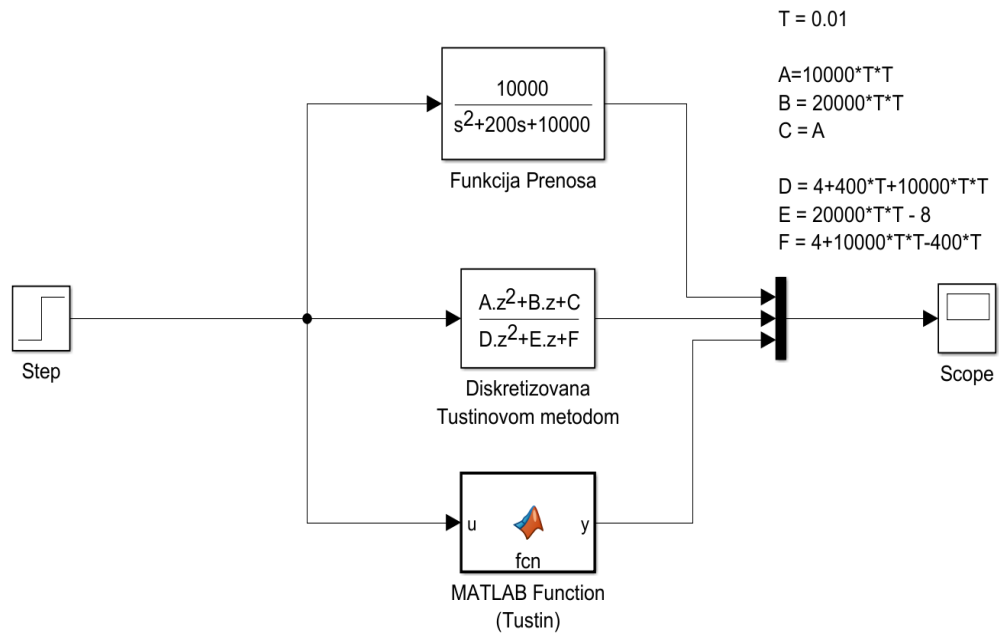 T = 0.01
A=10000*T*T
B = 20000*T*T
C = A
D = 4+400*T+10000*T*T
E = 20000*T*T - 8
F = 4+10000*T*T-400*T
10000
s2+200s+10000
Funkcija Prenosa
A.z2+B.z+C
D.z2+E.z+F
Diskretizovana
Tustinovom metodom
Step
Scope
u
y
fcn
MATLAB Function
(Tustin)